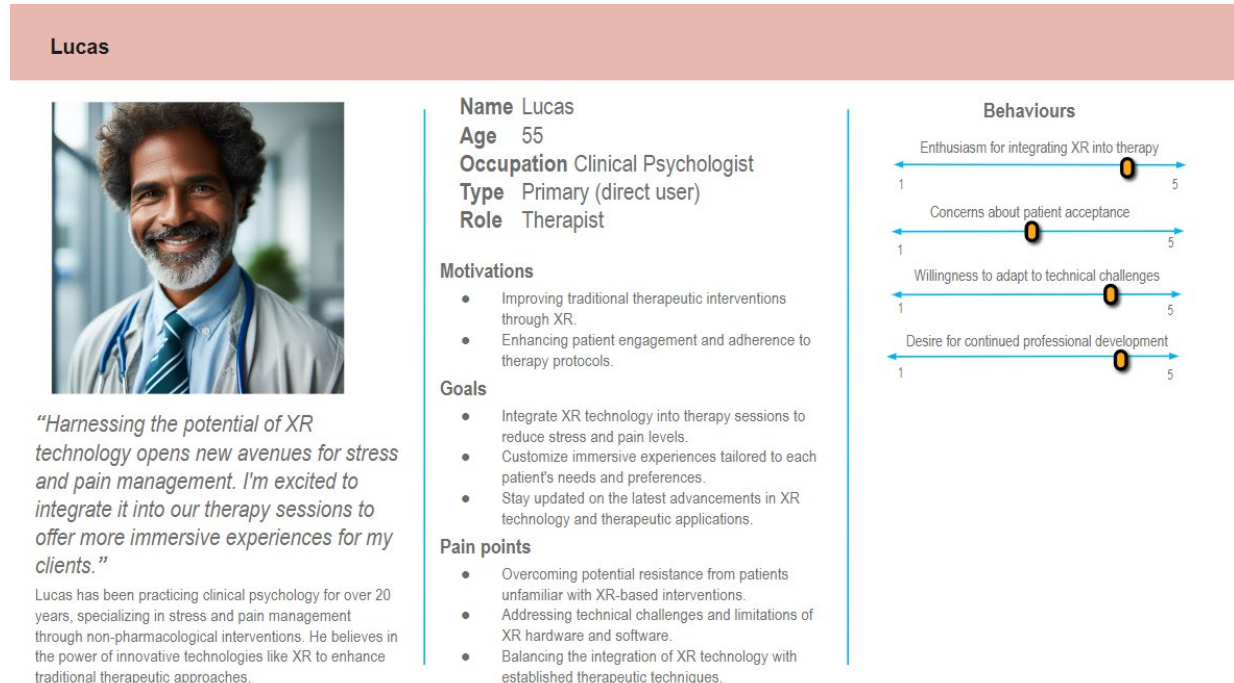 Lucas
“Harnessing the potential of XR
technology opens new avenues for stress
and pain management. I'm excited to
integrate it into our therapy sessions to
offer more immersive experiences for my
clients.”
Lucas has been practicing clinical psychology for over 20
years, specializing in stress and pain management
through non-pharmacological interventions. He believes in
the power of innovative technologies like XR to enhance
traditional therapeutic approaches.
Name Lucas
Age 55
Occupation Clinical Psychologist
Type Primary (direct user)
Role Therapist
Motivations
● Improving traditional therapeutic interventions
through XR.
● Enhancing patient engagement and adherence to
therapy protocols.
Goals
● Integrate XR technology into therapy sessions to
reduce stress and pain levels.
● Customize immersive experiences tailored to each
patient's needs and preferences.
● Stay updated on the latest advancements in XR
technology and therapeutic applications.
Pain points
● Overcoming potential resistance from patients
unfamiliar with XR-based interventions.
● Addressing technical challenges and limitations of
XR hardware and software.
● Balancing the integration of XR technology with
established therapeutic techniques.
Behaviours
Enthusiasm for integrating XR into therapy
1 5
Concerns about patient acceptance
1 5
Willingness to adapt to technical challenges
1 5
Desire for continued professional development
1 5